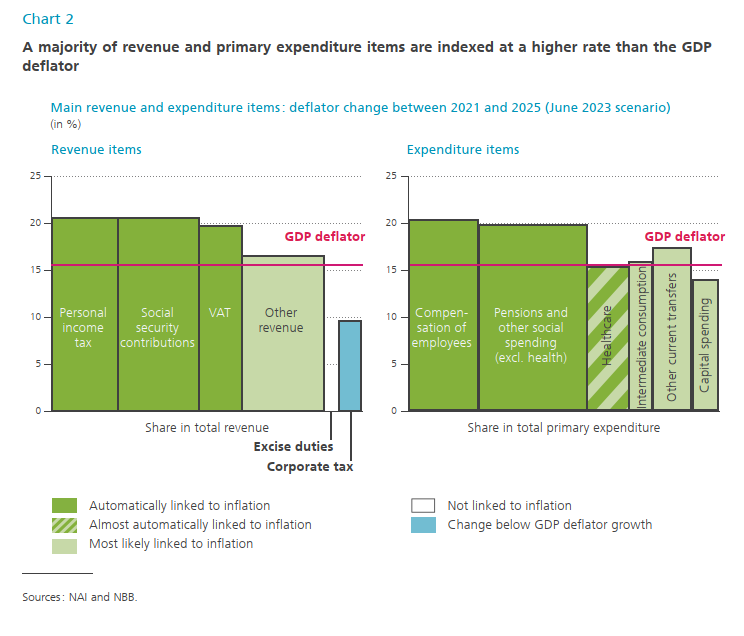 Chart 2
A majority of revenue and primary expenditure items are indexed at a higher rate than the GDP
deflator
Main revenue and expenditure items: deflator change between 2021 and 2025 (June 2023 scenario)
(in %)
Revenue items
25
20
15
10
5
0
GDP deflator
Personal
income
tax
Social
security
contributions
VAT
Other
revenue
Share in total revenue
Excise duties
Corporate tax
Expenditure items
25
20
15
10
5
0
GDP deflator
Compen-
sation of
employees
Pensions and
other social
spending
(excl. health)
Healthcare
Intermediate consumption
Other current transfers
Capital spending
Share in total primary expenditure
Automatically linked to inflation
Almost automatically linked to inflation
Most likely linked to inflation
Not linked to inflation
Change below GDP deflator growth
Sources: NAI and NBB.